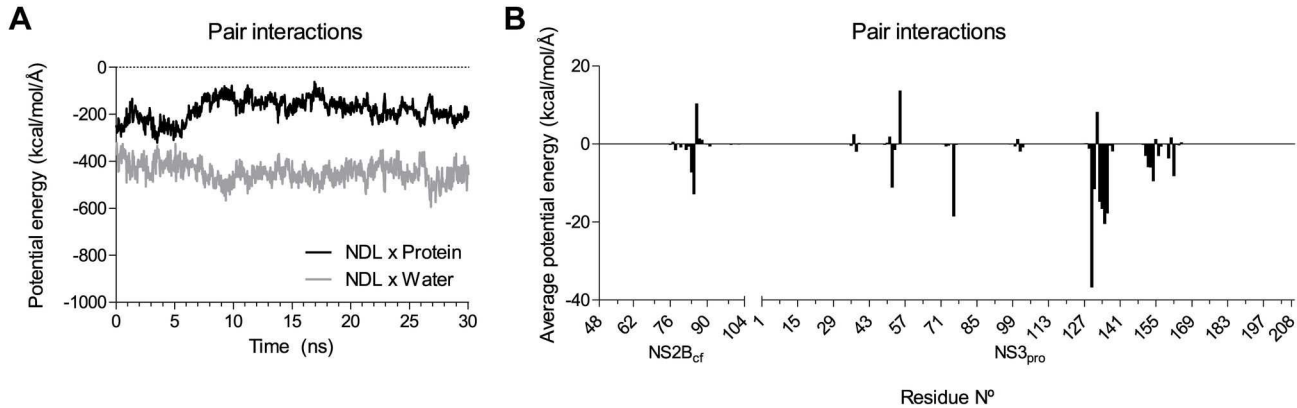 A
Pair interactions
Potential energy (kcal/mol/Å)
0
-200
-400
-600
-800
-1000
NDL x Protein
NDL x Water
0 5 10 15 20 25 30
Time (ns)
B
Pair interactions
Average potential energy (kcal/mol/Å)
20
0
-20
-40
48 62 76 90 104 1 15 29 43 57 71 85 99 113 127 141 155 169 183 197 208
NS2Bcf NS3pro
Residue Nº